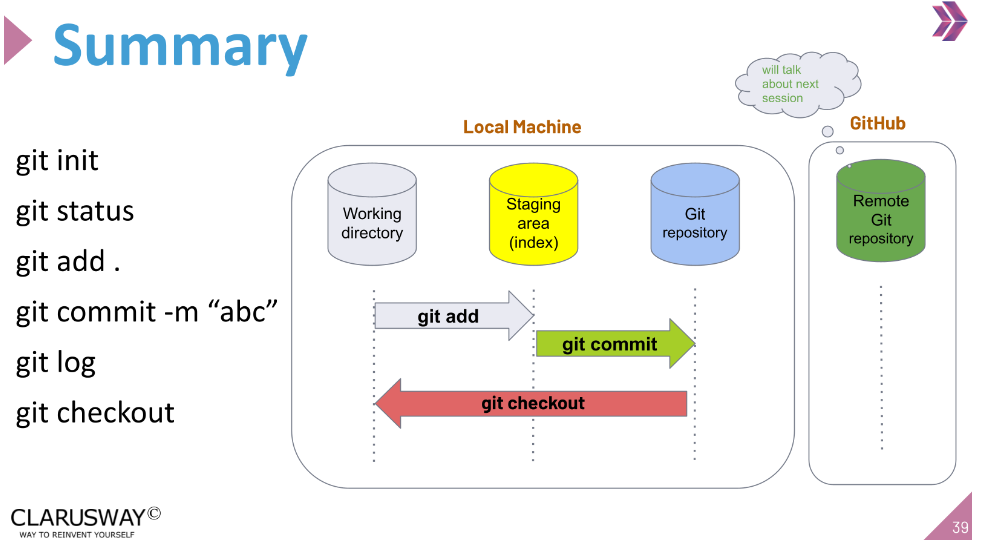 Summary
will talk
about next
session
Local Machine
GitHub
git init
git status
git add .
git commit -m “abc”
git log
git checkout
Working
directory
Staging
area
(index)
Git
repository
Remote
Git
repository
git add
git commit
git checkout
CLARUSWAY©
WAY TO REINVENT YOURSELF
39